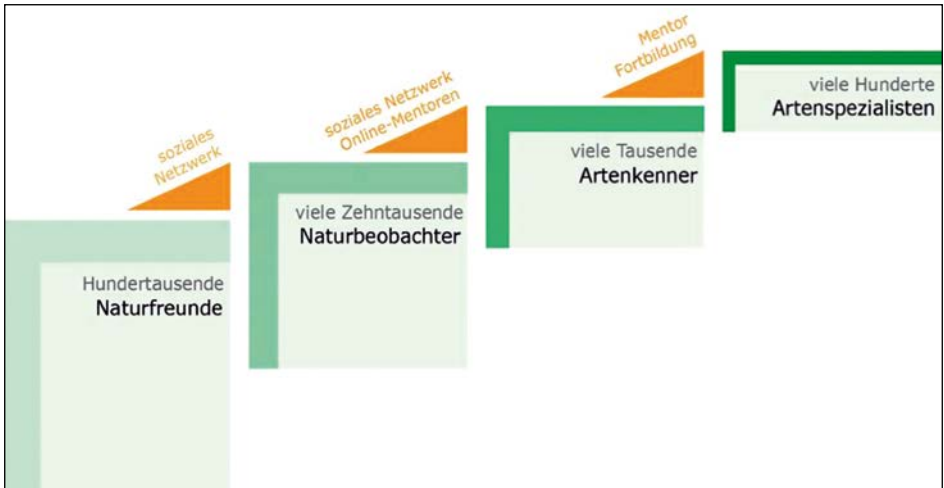 soziales
Netzwerk
Hundertausende
Naturfreunde
soziales Netzwerk
Online-Mentoren
viele Zehntausende
Naturbeobachter
Mentor
Fortbildung
viele Tausende
Artenkenner
viele Hunderte
Artenspezialisten